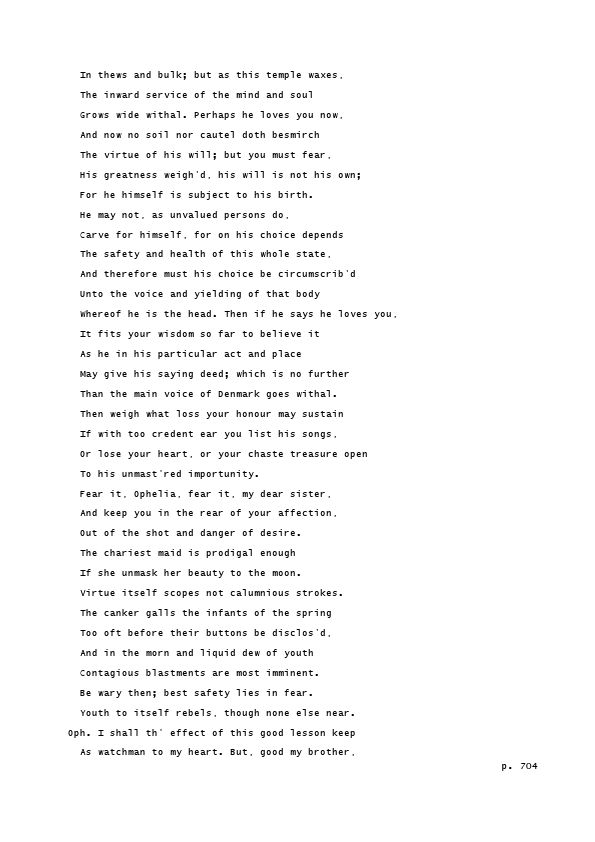 In thews and bulk; but as this temple waxes,
The inward service of the mind and soul
Grows wide withal. Perhaps he loves you now,
And now no soil nor cautel doth besmirch
The virtue of his will; but you must fear,
His greatness weigh'd, his will is not his own;
For he himself is subject to his birth.
He may not, as unvalued persons do,
Carve for himself, for on his choice depends
The safety and health of this whole state,
And therefore must his choice be circumscrib'd
Unto the voice and yielding of that body
Whereof he is the head. Then if he says he loves you,
It fits your wisdom so far to believe it
As he in his particular act and place
May give his saying deed; which is no further
Than the main voice of Denmark goes withal.
Then weigh what loss your honour may sustain
If with too credent ear you list his songs,
Or lose your heart, or your chaste treasure open
To his unmast'red importunity.
Fear it, Ophelia, fear it, my dear sister,
And keep you in the rear of your affection,
Out of the shot and danger of desire.
The chariest maid is prodigal enough
If she unmask her beauty to the moon.
Virtue itself scopes not calumnious strokes.
The canker galls the infants of the spring
Too oft before their buttons be disclos'd,
And in the morn and liquid dew of youth
Contagious blastments are most imminent.
Be wary then; best safety lies in fear.
Youth to itself rebels, though none else near.
Oph. I shall th' effect of this good lesson keep
As watchman to my heart. But, good my brother,
p. 704